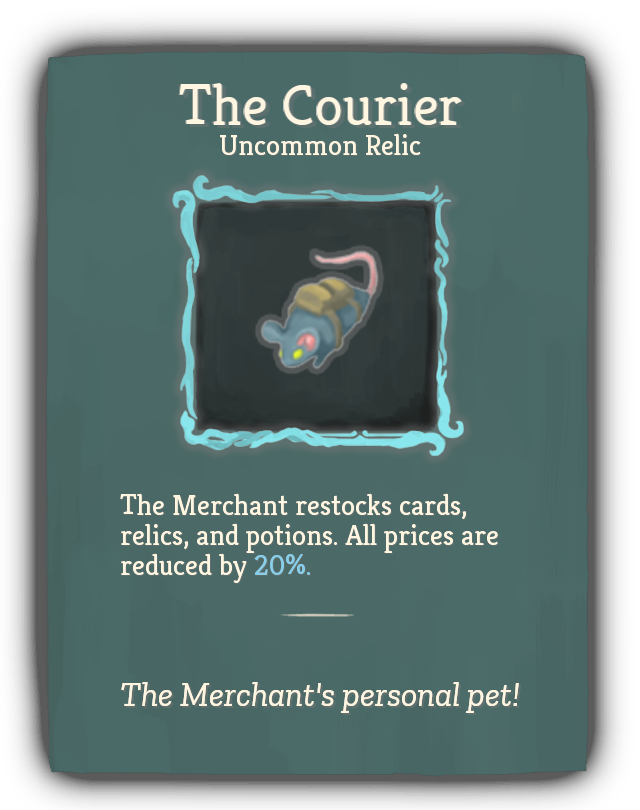 The Courier
Uncommon Relic
The Merchant restocks cards,
relics, and potions. All prices are
reduced by 20%.
The Merchant's personal pet!